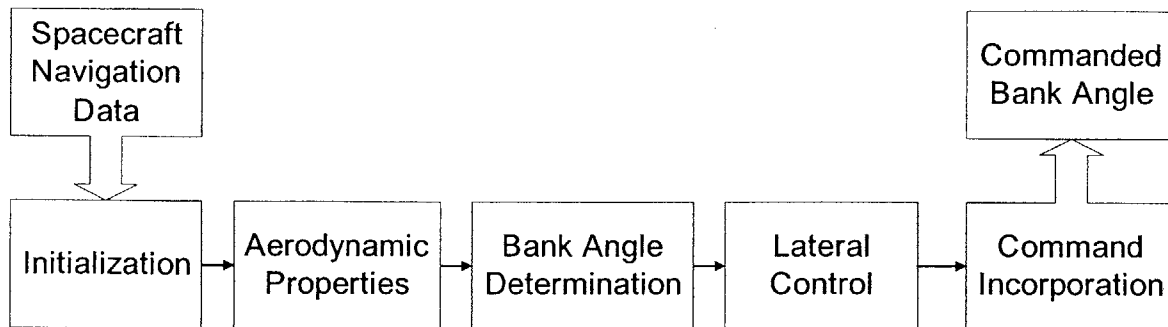 Spacecraft
Navigation
Data
Commanded
Bank Angle
Initialization
Aerodynamic
Properties
Bank Angle
Determination
Lateral
Control
Command
Incorporation